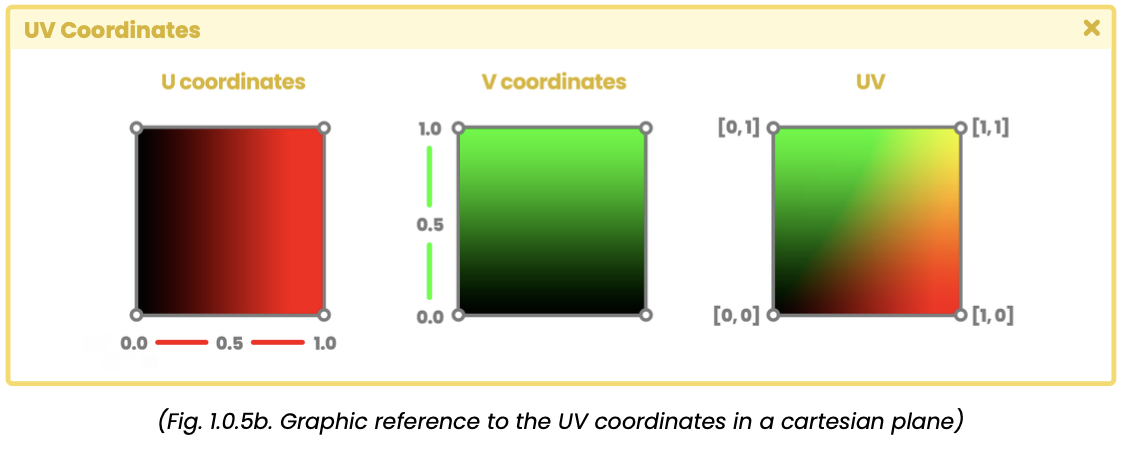 UV Coordinates
U coordinates
V coordinates
UV
1.0
0.5
0.0
0.0
0.5
1.0
[0,1]
[1,1]
[0,0]
[1,0]
(Fig. 1.0.5b. Graphic reference to the UV coordinates in a cartesian plane)